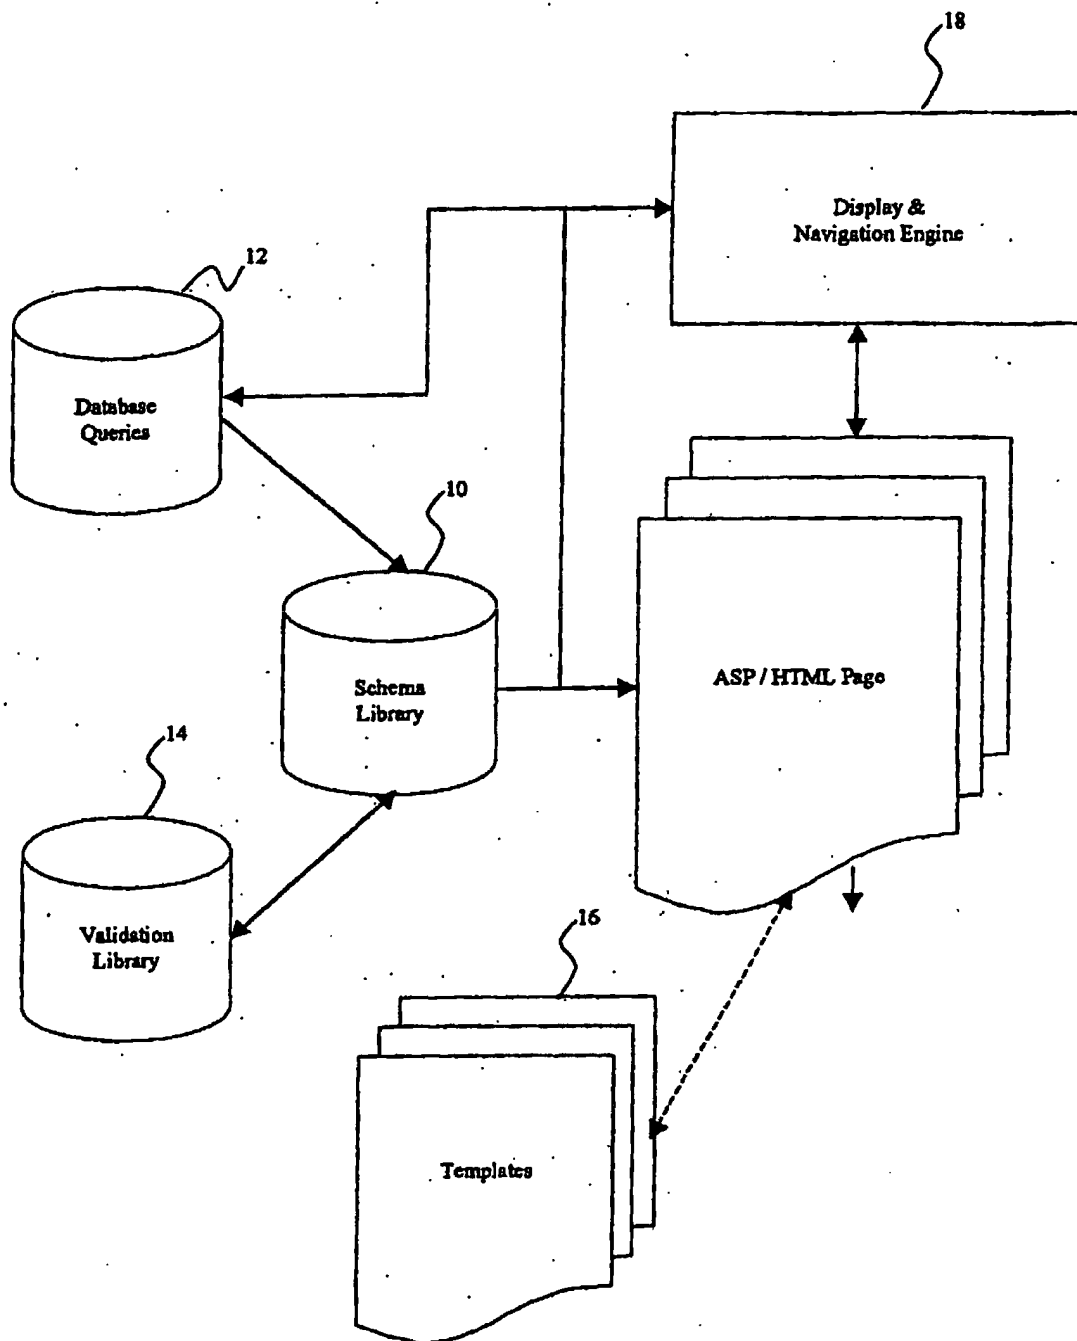 18
Display &
Navigation Engine
12
Database
Queries
10
Schema
Library
ASP / HTML Page
14
Validation
Library
16
Templates